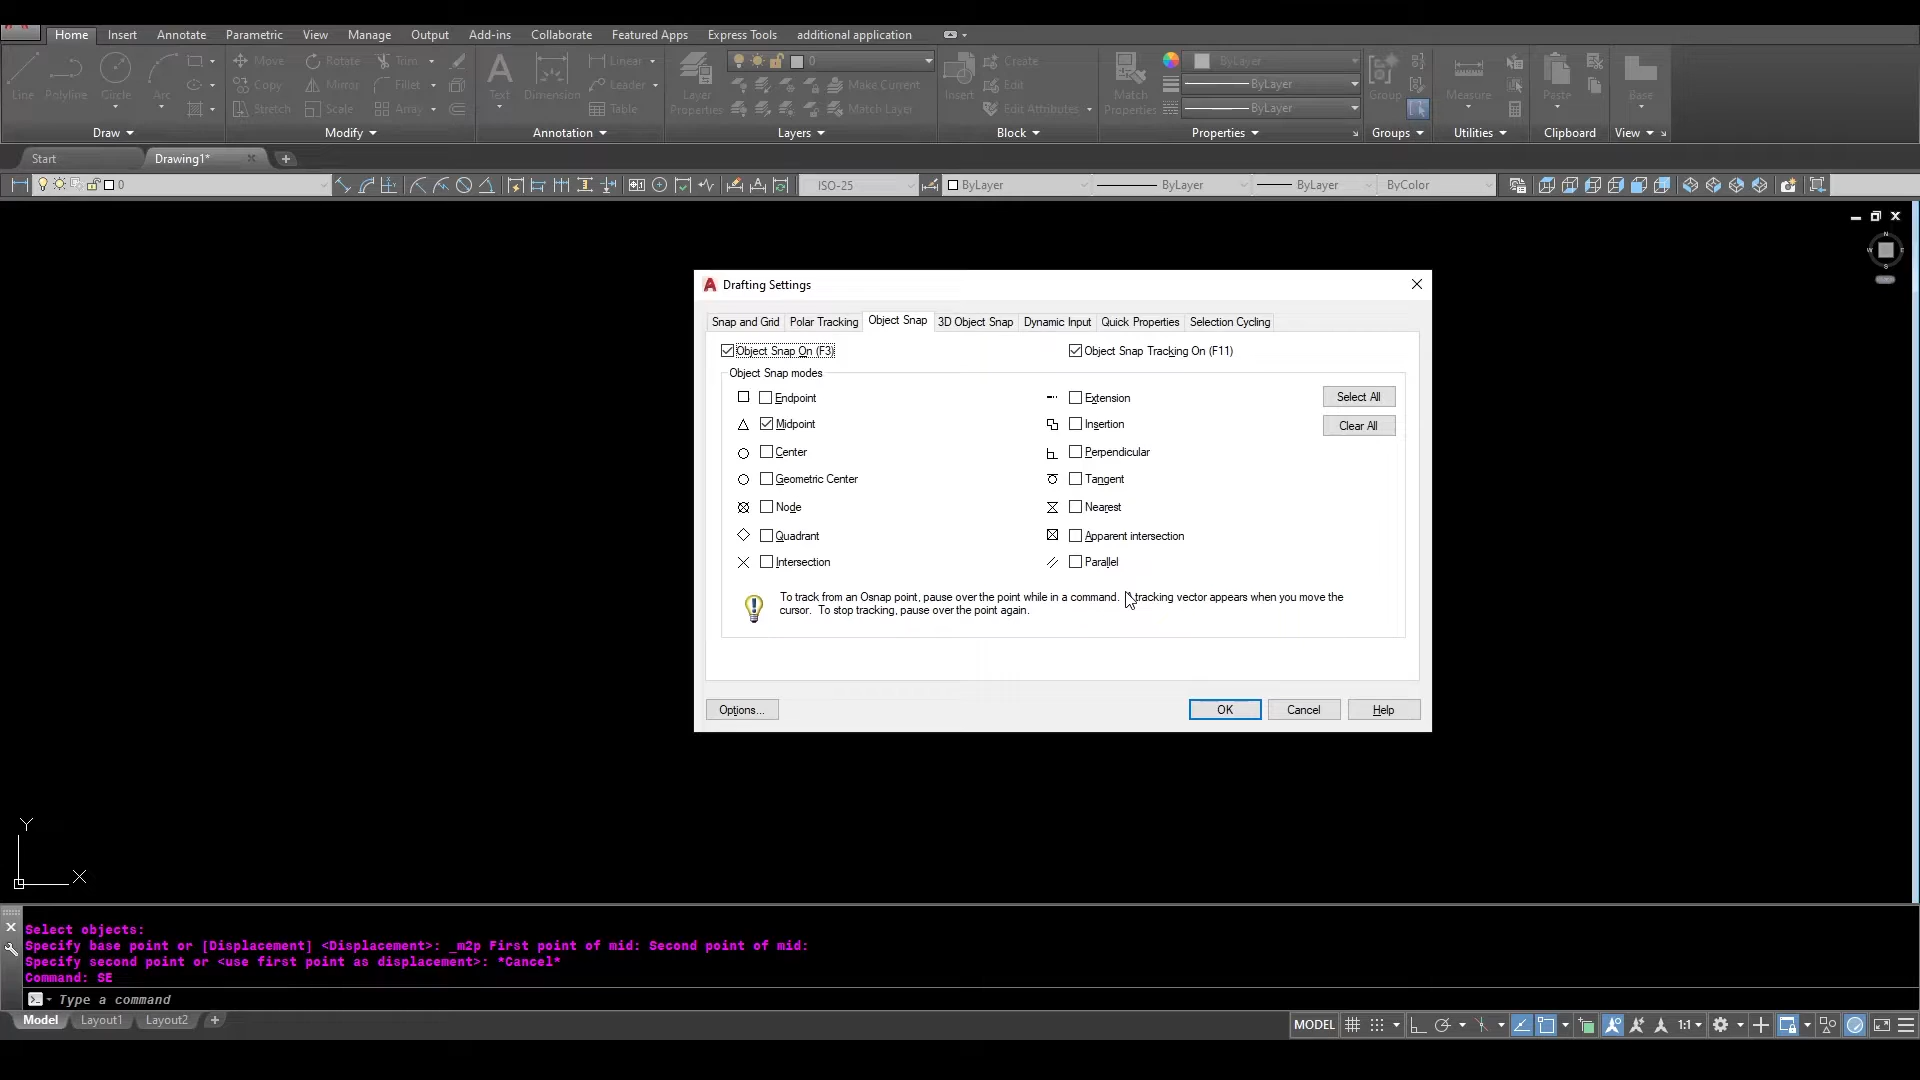 Home Insert Annotate Parametric View Manage Output Add-ins Collaborate Featured Apps Express Tools additional application
Line Polyline Circle Arc
Move Rotate Trim
Copy Mirror Fillet
Stretch Scale Array
Text Dimension
Linear
Leader
Table
Layer Properties
0
Make Current
Match Layer
Insert
Create
Edit
Edit Attributes
Match Properties
ByLayer
ByLayer
ByLayer
Group
Measure
Paste
Base
Draw Modify Annotation Layers Block Properties Groups Utilities Clipboard View
Start Drawing1*
0 ISO-25 ByLayer ByLayer ByLayer ByColor
N
W E
S
Drafting Settings
Snap and Grid Polar Tracking Object Snap 3D Object Snap Dynamic Input Quick Properties Selection Cycling
Object Snap On (F3) Object Snap Tracking On (F11)
Object Snap modes
Endpoint Extension Select All
Midpoint Insertion Clear All
Center Perpendicular
Geometric Center Tangent
Node Nearest
Quadrant Apparent intersection
Intersection Parallel
To track from an Osnap point, pause over the point while in a command. tracking vector appears when you move the
cursor. To stop tracking, pause over the point again.
Options... OK Cancel Help
Y
X
Select objects:
Specify base point or [Displacement] <Displacement>: _m2p First point of mid: Second point of mid:
Specify second point or <use first point as displacement>: *Cancel*
Command: SE
Type a command
Model Layout1 Layout2
MODEL 1:1